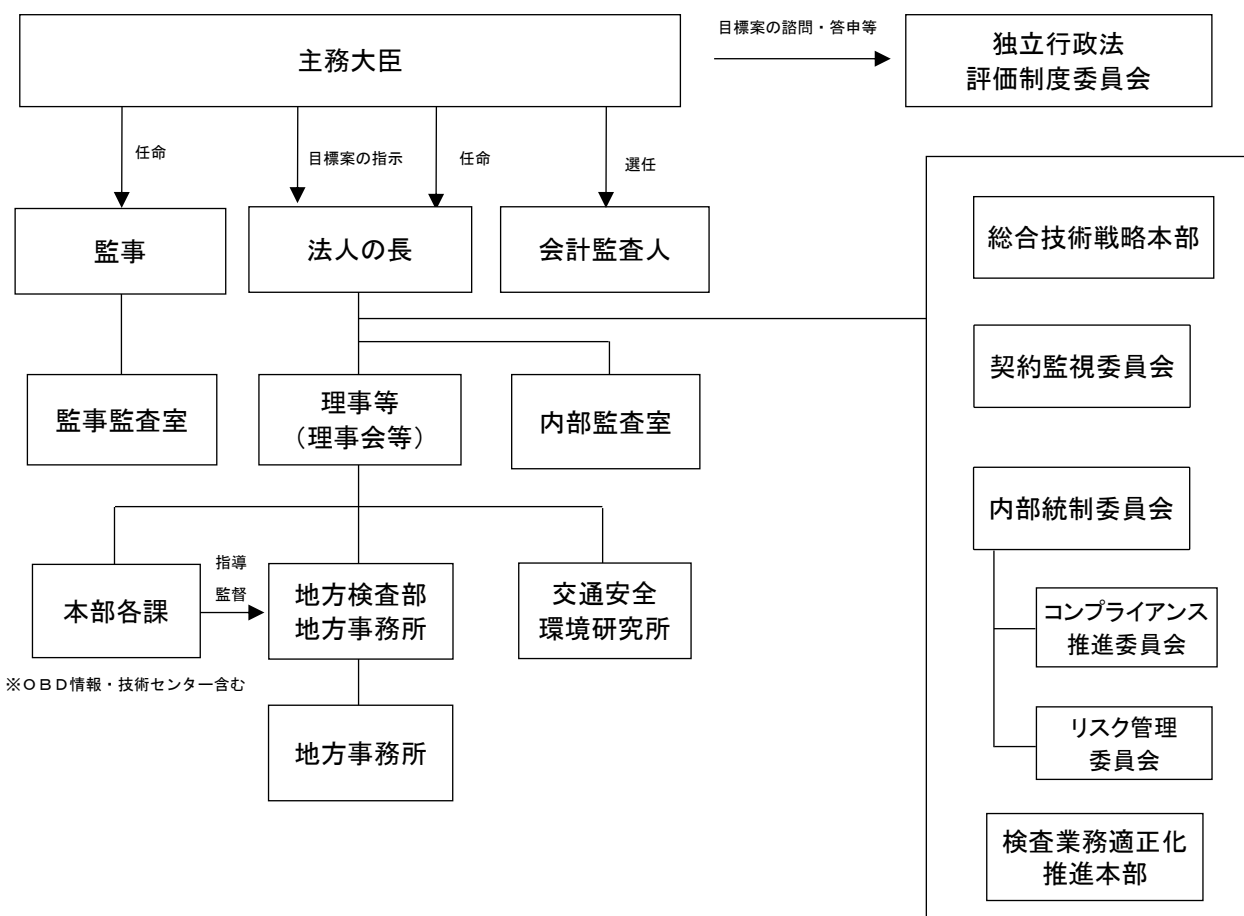 主務大臣
目標案の諮問・答申等
独立行政法
評価制度委員会
任命
目標案の指示
任命
選任
監事
法人の長
会計監査人
総合技術戦略本部
契約監視委員会
監事監査室
理事等
（理事会等）
内部監査室
内部統制委員会
本部各課
指導
監督
地方検査部
地方事務所
交通安全
環境研究所
コンプライアンス
推進委員会
※ＯＢＤ情報・技術センター含む
地方事務所
リスク管理
委員会
検査業務適正化
推進本部